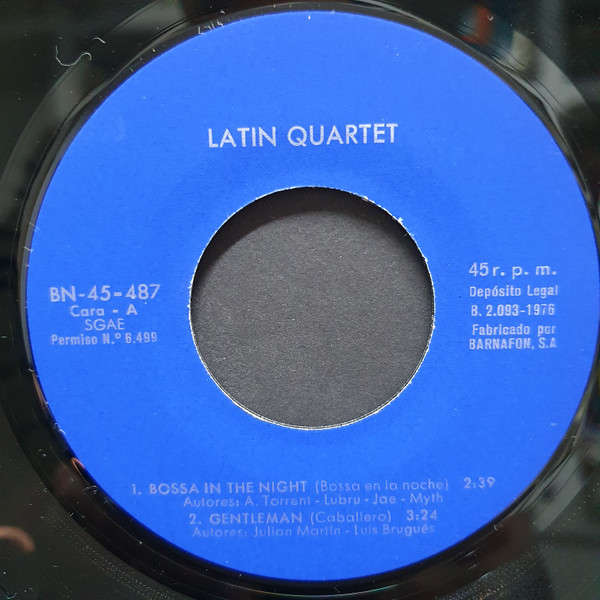 LATIN QUARTET
BN-45-487
Cara - A
SGAE
Permiso N.º 6.499
45 r. p. m.
Depósito Legal
B. 2.093-1976
Fabricado por
BARNAFON, S.A
1. BOSSA IN THE NIGHT (Bossa en la noche) 2:39
Autores: A. Torrent - Lubru - Jae - Myth
2. GENTLEMAN (Caballero) 3:24
Autores: Julian Martín - Luis Brugués